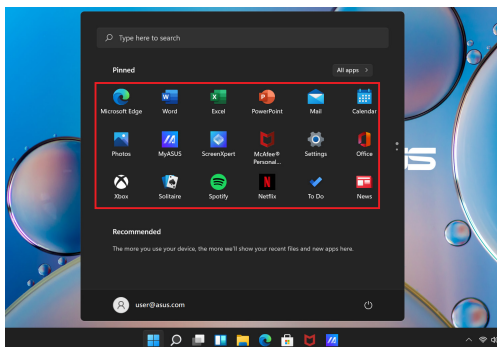 Type here to search
Pinned
All apps >
Microsoft Edge Word Excel PowerPoint Mail Calendar
Photos MyASUS ScreenXpert McAfee® Personal... Settings Office
Xbox Solitaire Spotify Netflix To Do News
Recommended
The more you use your device, the more we'll show your recent files and new apps here.
user@asus.com